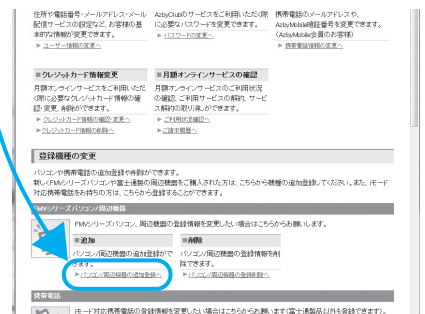 住所や電話番号・メールアドレス・メール
配信サービスの設定など、お客様の基
本的な情報が変更できます。
▶ ユーザー情報の変更へ
AzbyClubのサービスをご利用いただく際
に必要なパスワードを変更できます。
▶ パスワードの変更へ
携帯電話のメールアドレスや、
AzbyMobile暗証番号を変更できます。
(AzbyMobile会員のお客様)
▶ 携帯電話情報の変更へ
■クレジットカード情報変更
月額オンラインサービスをご利用いただ
く際に必要なクレジットカード情報の確
認・変更、削除ができます。
▶ クレジットカード情報の確認・変更へ
▶ クレジットカード情報の削除へ
■月額オンラインサービスの確認
月額オンラインサービスのご利用状況
の確認、ご利用サービスの解約、サービ
ス解約の取り消しができます。
▶ ご利用状況確認へ
▶ ご請求履歴へ
登録機種の変更
パソコンや携帯電話の追加登録や削除ができます。
新しくFMVシリーズパソコンや富士通製の周辺機器をご購入された方は、こちらから機種の追加登録してください。また、iモード
対応携帯電話をお持ちの方は、こちらから登録することができます。
FMVシリーズパソコン/周辺機器
FMVシリーズパソコン、周辺機器の登録情報を変更したい場合はこちらからお願いします。
■追加
パソコン/周辺機器の追加登録がで
きます。
▶パソコン/周辺機器の追加登録へ
■削除
パソコン/周辺機器の登録情報を削
除できます。
▶パソコン/周辺機器の登録削除へ
携帯電話
iモード対応携帯電話の登録情報を変更したい場合はこちらからお願います(富士通製品以外も登録できます)。